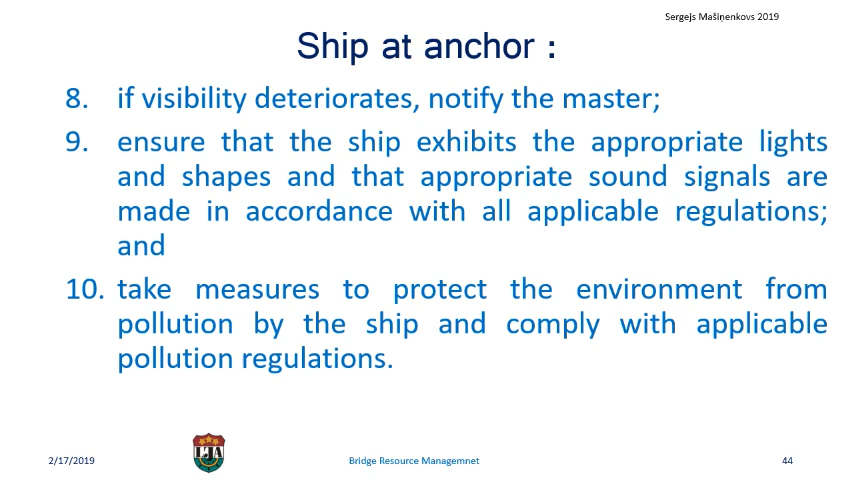 Sergejs Mašiņenkovs 2019
Ship at anchor :
8. if visibility deteriorates, notify the master;
9. ensure that the ship exhibits the appropriate lights
and shapes and that appropriate sound signals are
made in accordance with all applicable regulations;
and
10. take measures to protect the environment from
pollution by the ship and comply with applicable
pollution regulations.
LJA
2/17/2019
Bridge Resource Managemnet
44